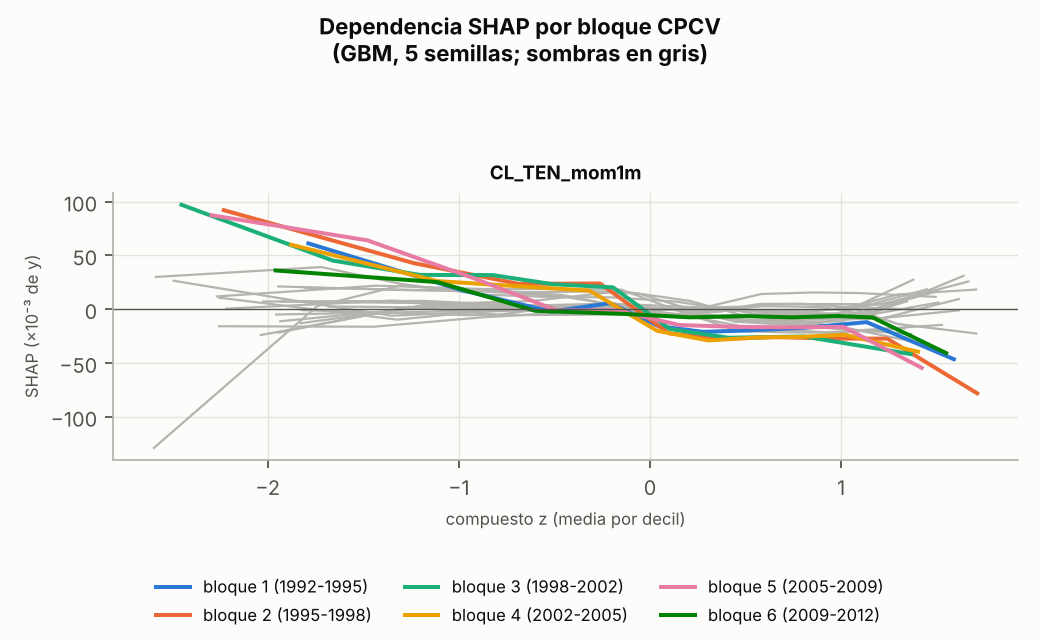 Dependencia SHAP por bloque CPCV
(GBM, 5 semillas; sombras en gris)
CL_TEN_mom1m
100
50
0
−50
−100
SHAP (×10⁻³ de y)
−2
−1
0
1
compuesto z (media por decil)
bloque 1 (1992-1995)
bloque 3 (1998-2002)
bloque 5 (2005-2009)
bloque 2 (1995-1998)
bloque 4 (2002-2005)
bloque 6 (2009-2012)